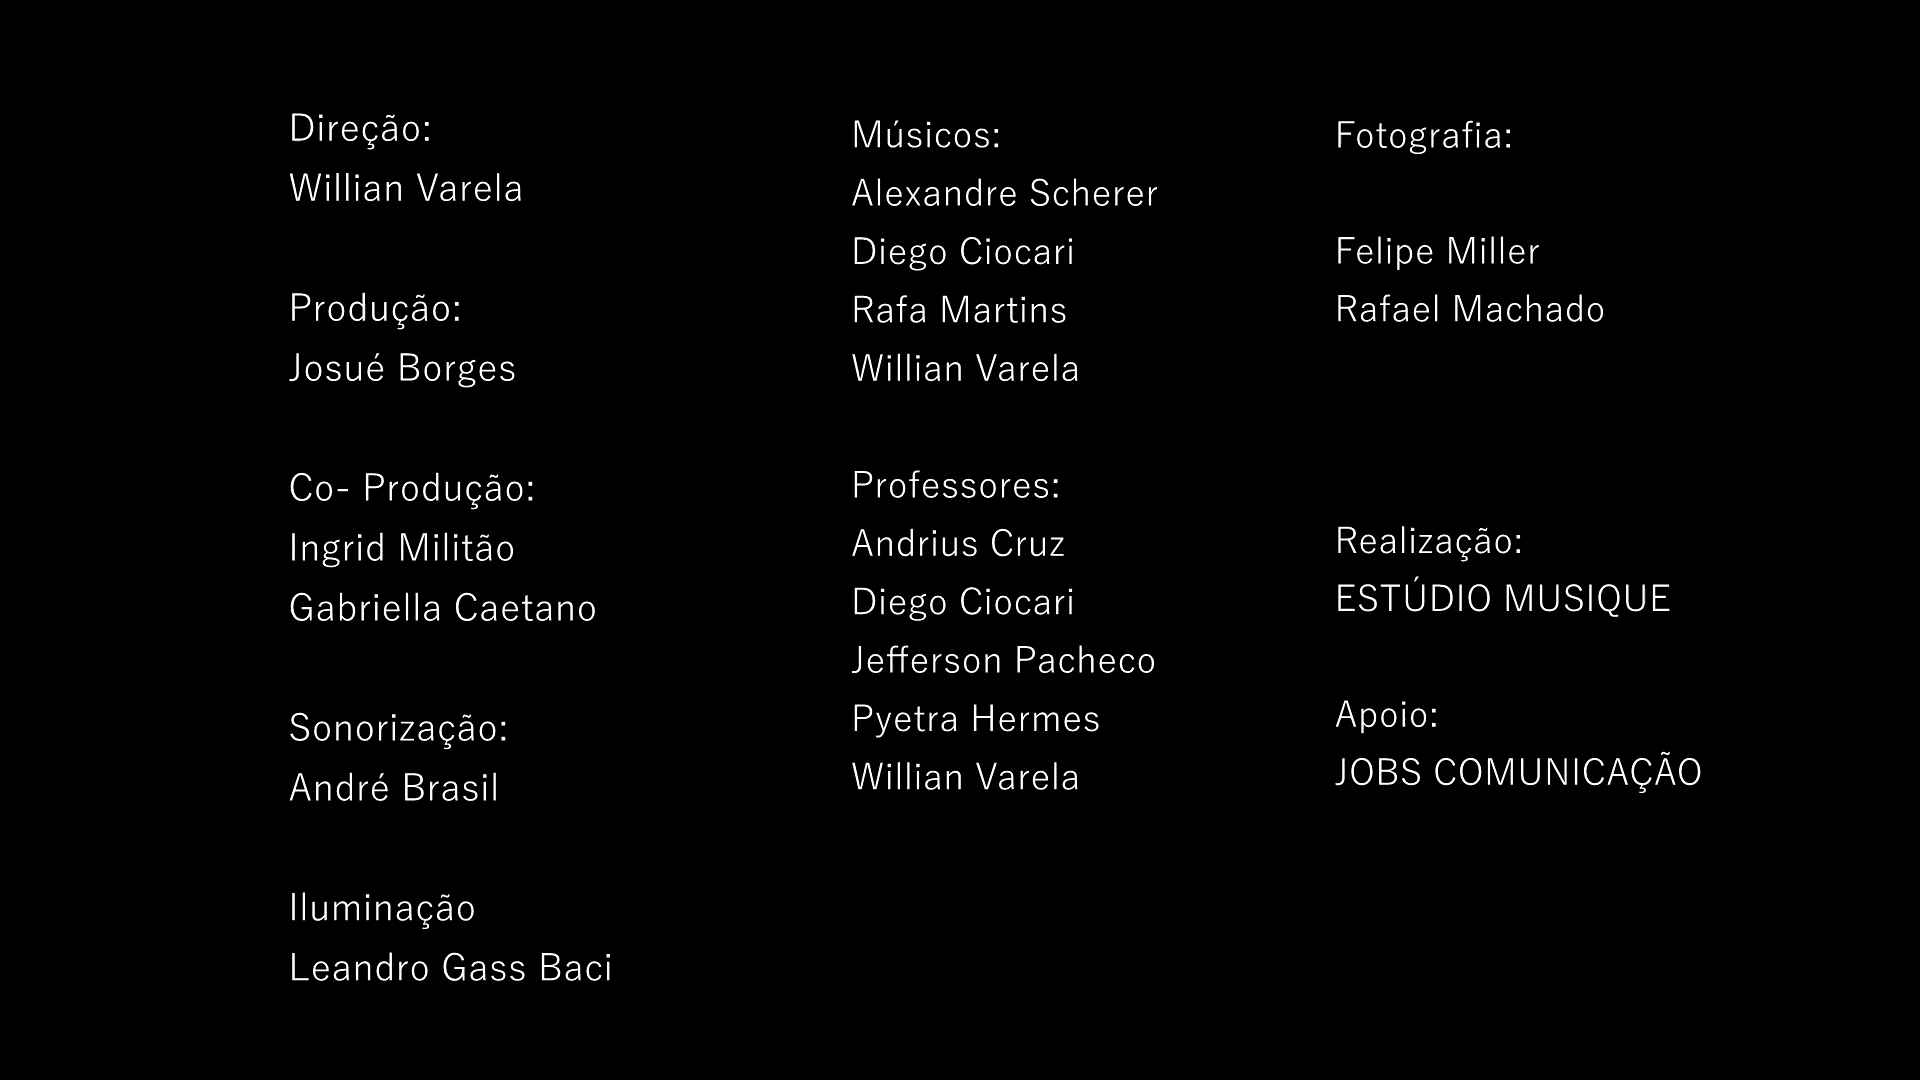 Direção:
Willian Varela
Produção:
Josué Borges
Co- Produção:
Ingrid Militão
Gabriella Caetano
Sonorização:
André Brasil
Iluminação
Leandro Gass Baci
Músicos:
Alexandre Scherer
Diego Ciocari
Rafa Martins
Willian Varela
Professores:
Andrius Cruz
Diego Ciocari
Jefferson Pacheco
Pyetra Hermes
Willian Varela
Fotografia:
Felipe Miller
Rafael Machado
Realização:
ESTÚDIO MUSIQUE
Apoio:
JOBS COMUNICAÇÃO